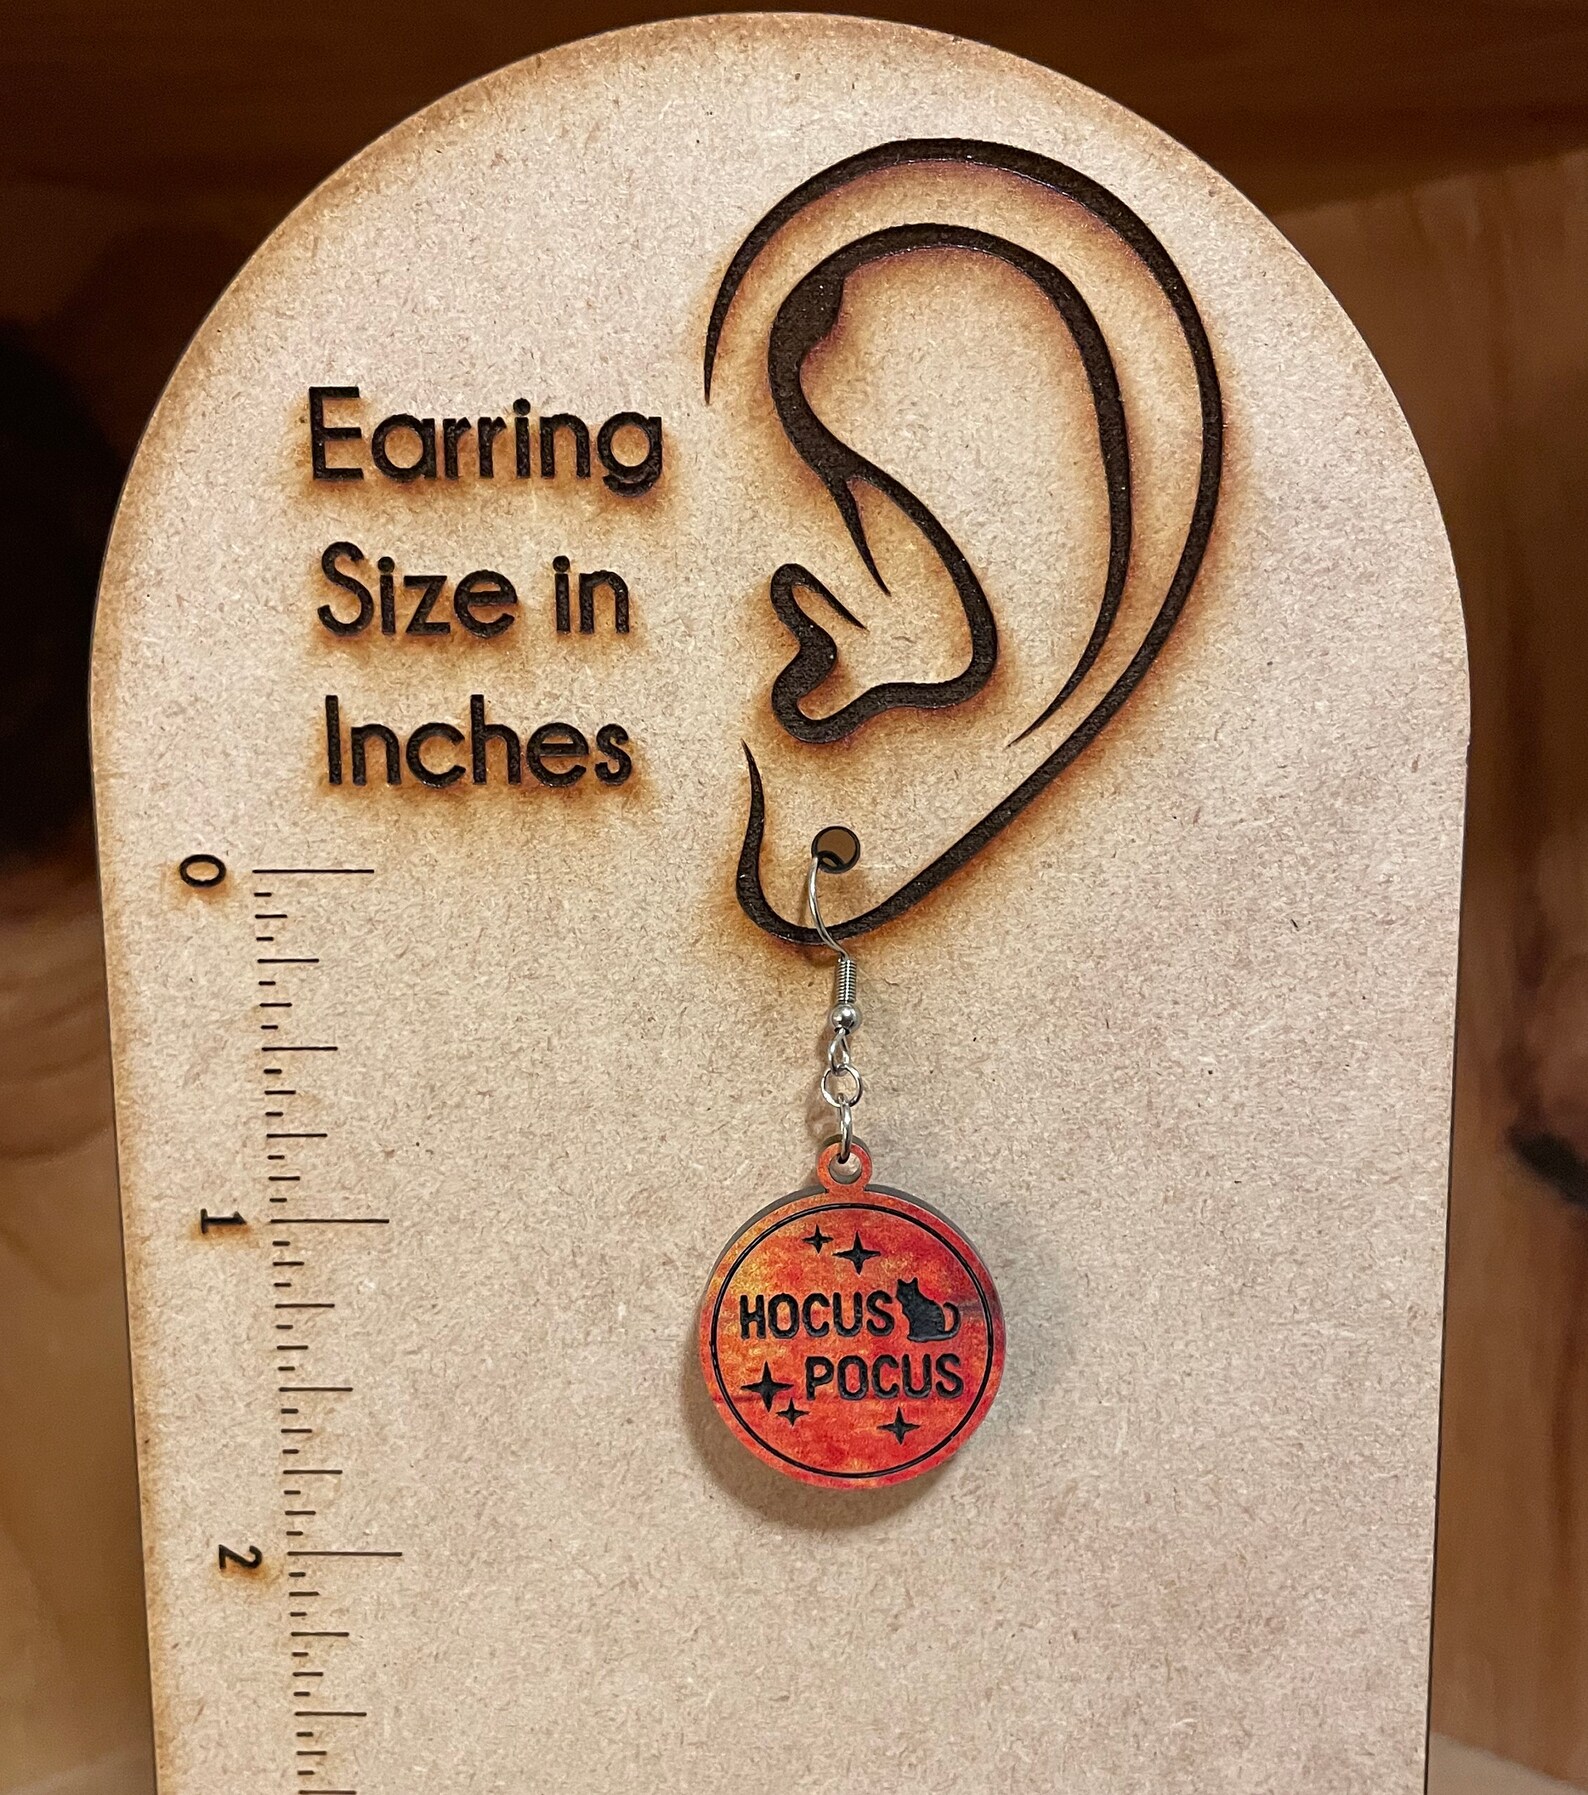 Earring
Size in
Inches
0
1
2
HOCUS
POCUS